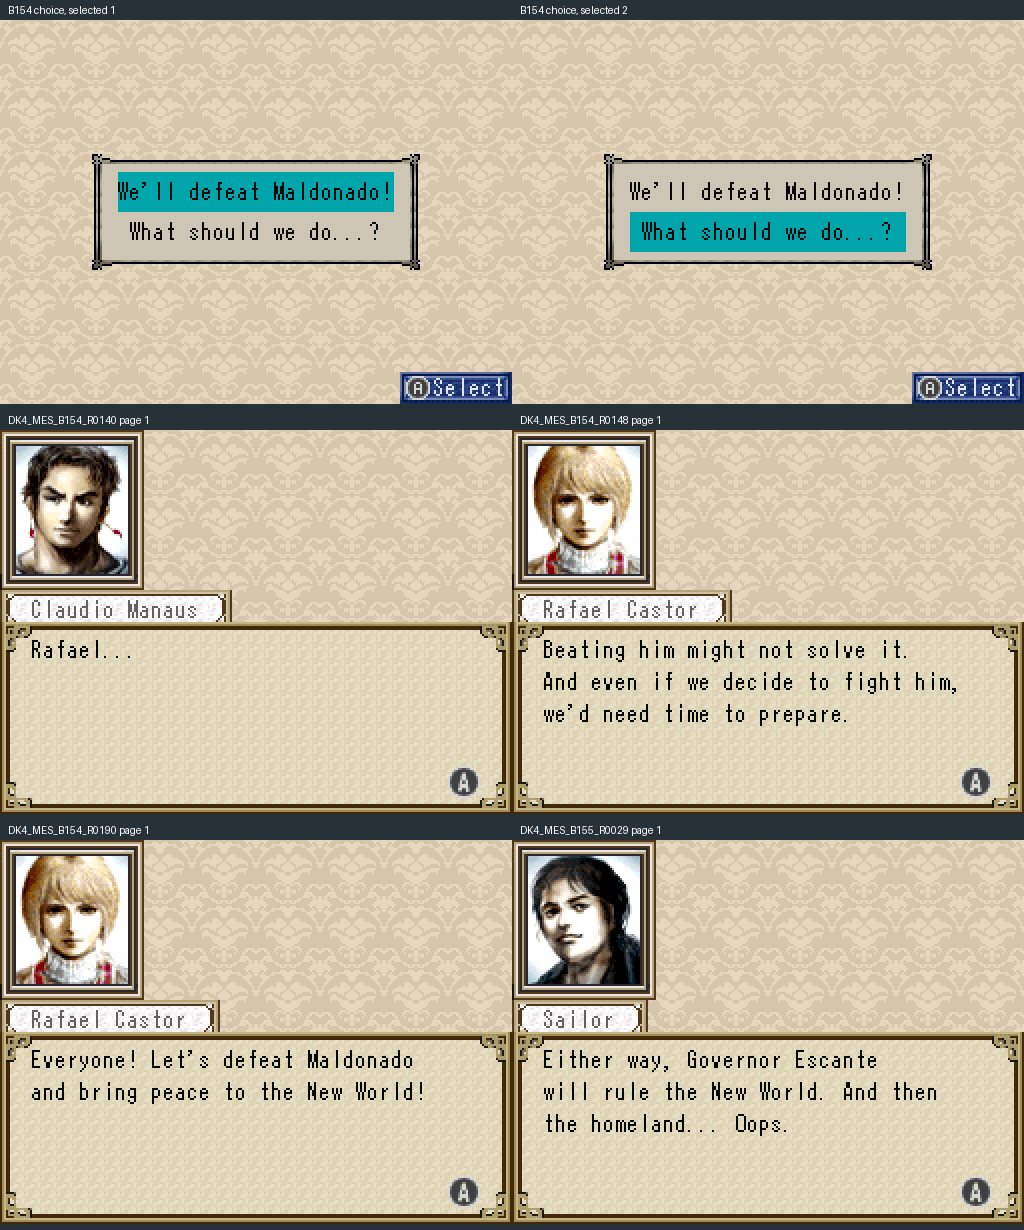 B154 choice, selected 1
We'll defeat Maldonado!
What should we do...?
Ⓐ Select
B154 choice, selected 2
We'll defeat Maldonado!
What should we do...?
Ⓐ Select
DK4_MES_B154_R0140 page 1
Claudio Manaus
Rafael...
Ⓐ
DK4_MES_B154_R0148 page 1
Rafael Castor
Beating him might not solve it.
And even if we decide to fight him,
we'd need time to prepare.
Ⓐ
DK4_MES_B154_R0190 page 1
Rafael Castor
Everyone! Let's defeat Maldonado
and bring peace to the New World!
Ⓐ
DK4_MES_B155_R0029 page 1
Sailor
Either way, Governor Escante
will rule the New World. And then
the homeland... Oops.
Ⓐ